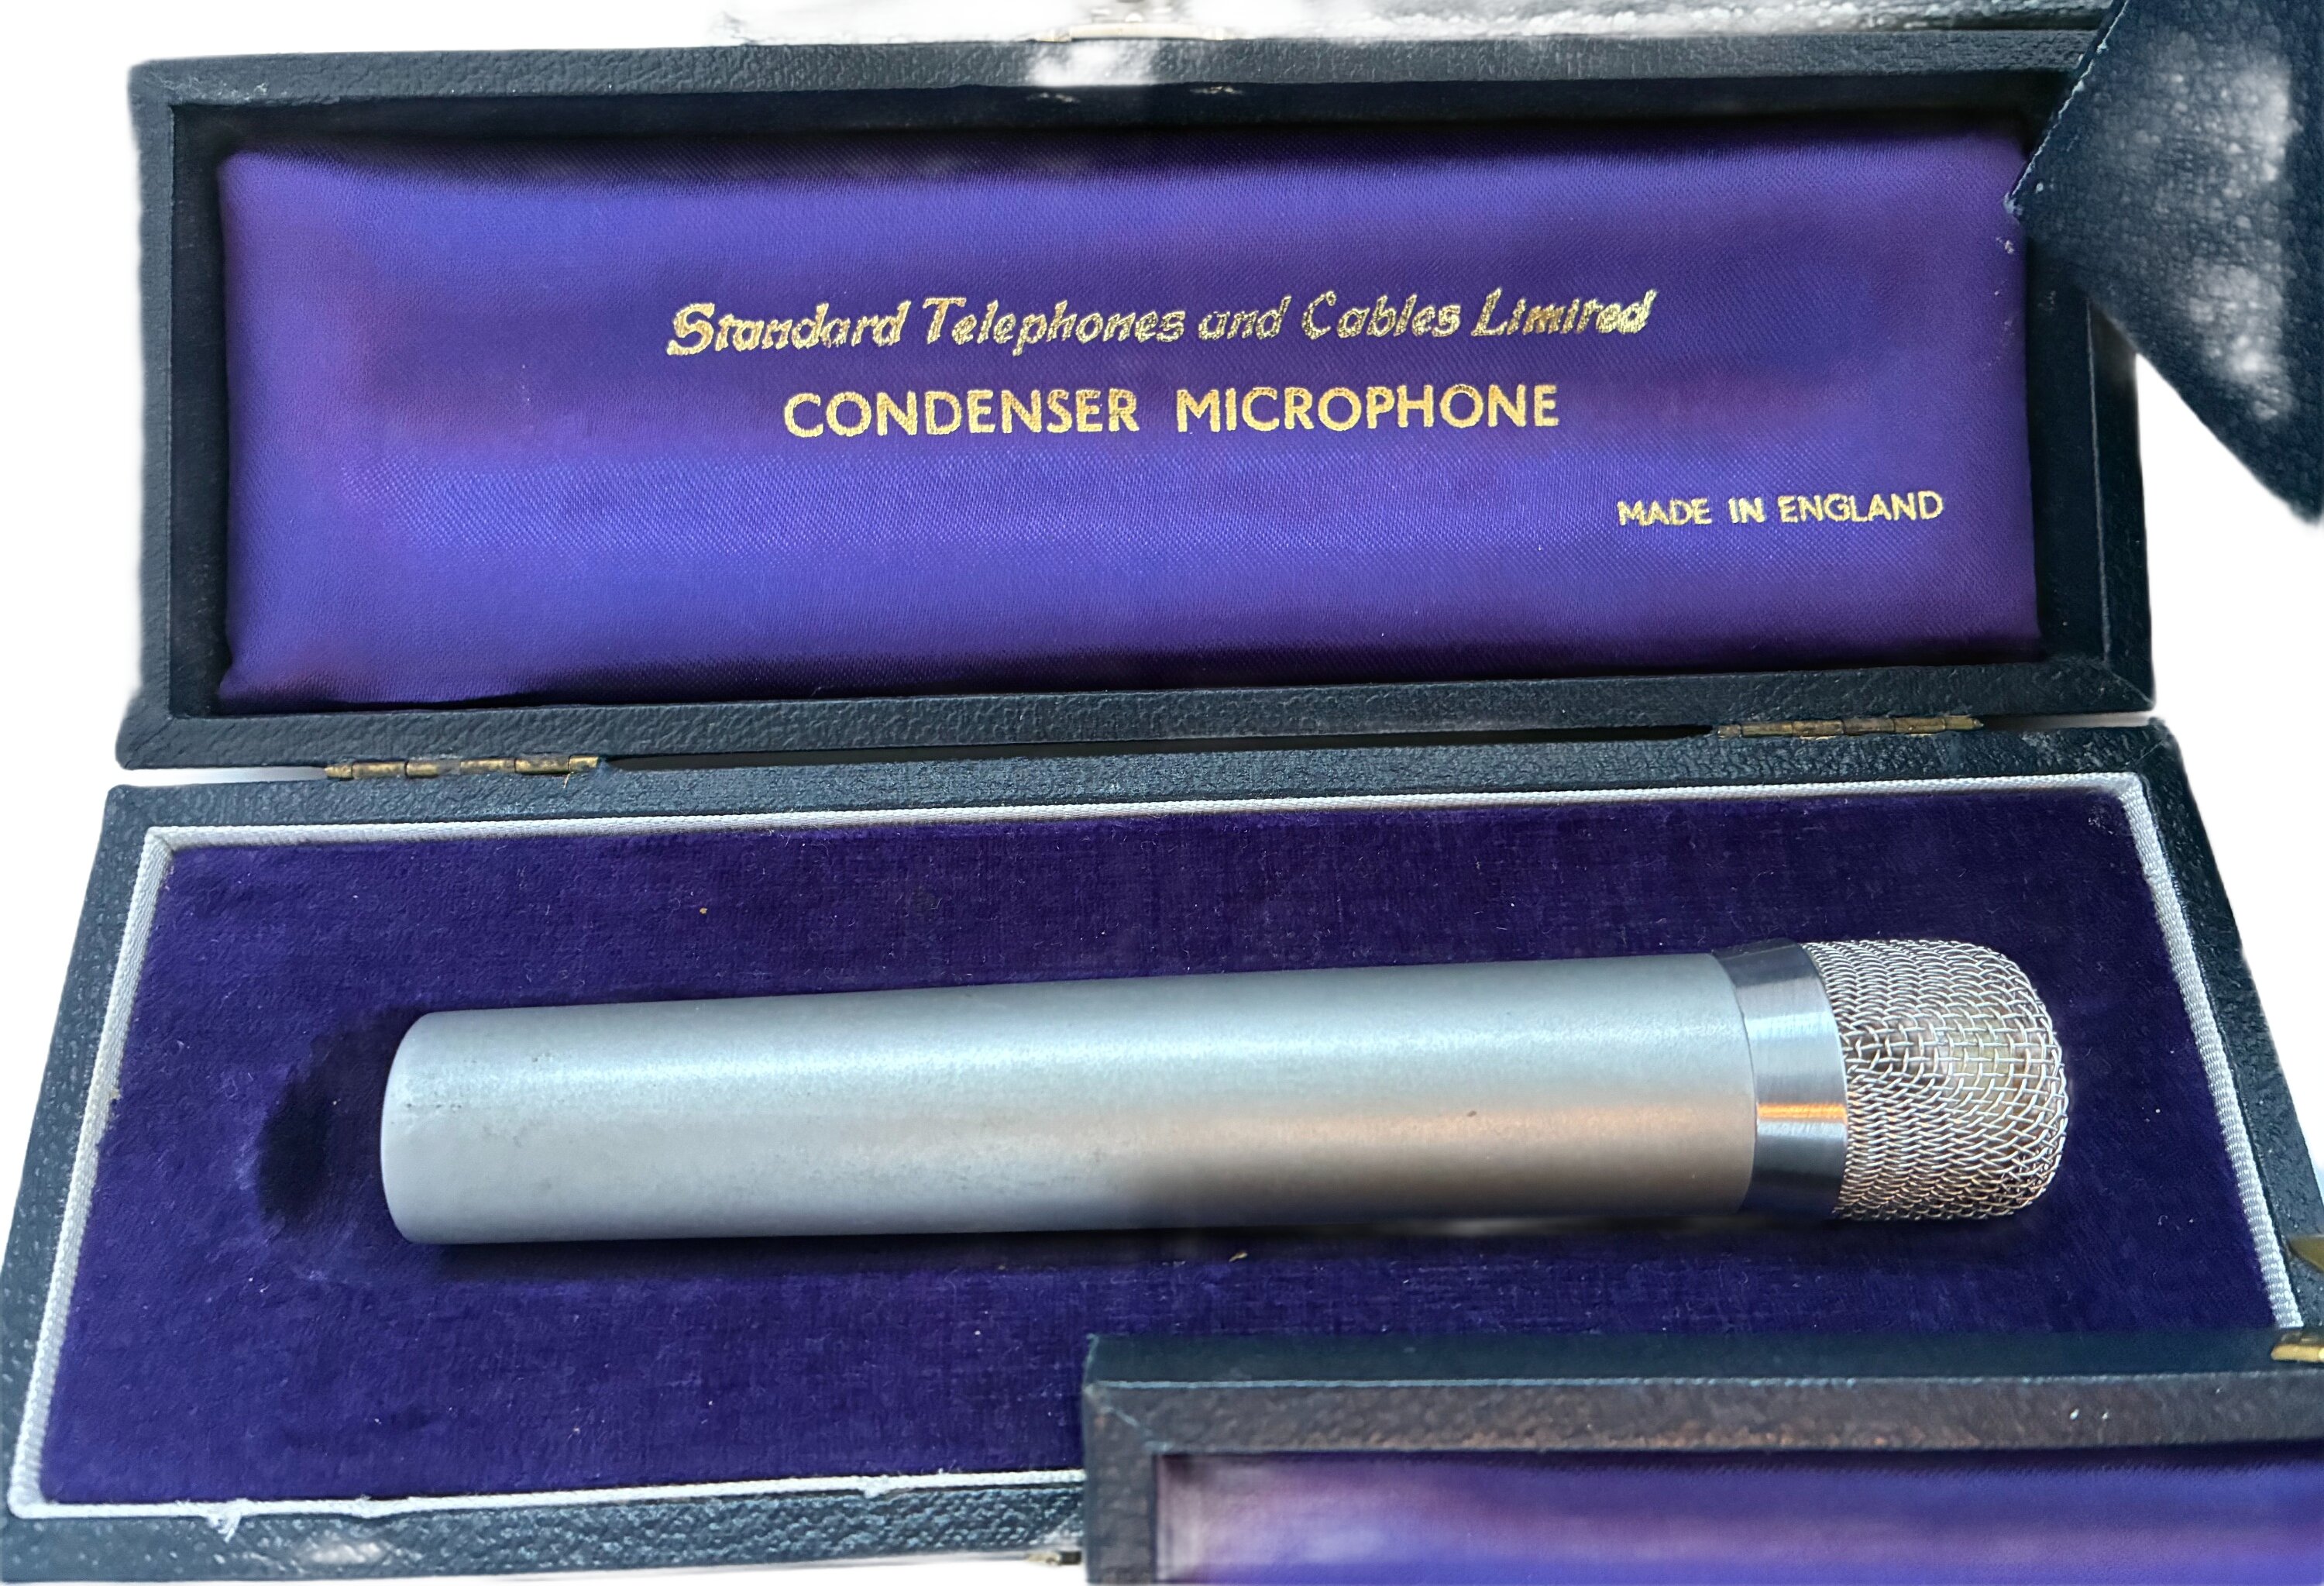 Standard Telephones and Cables Limited
CONDENSER MICROPHONE
MADE IN ENGLAND